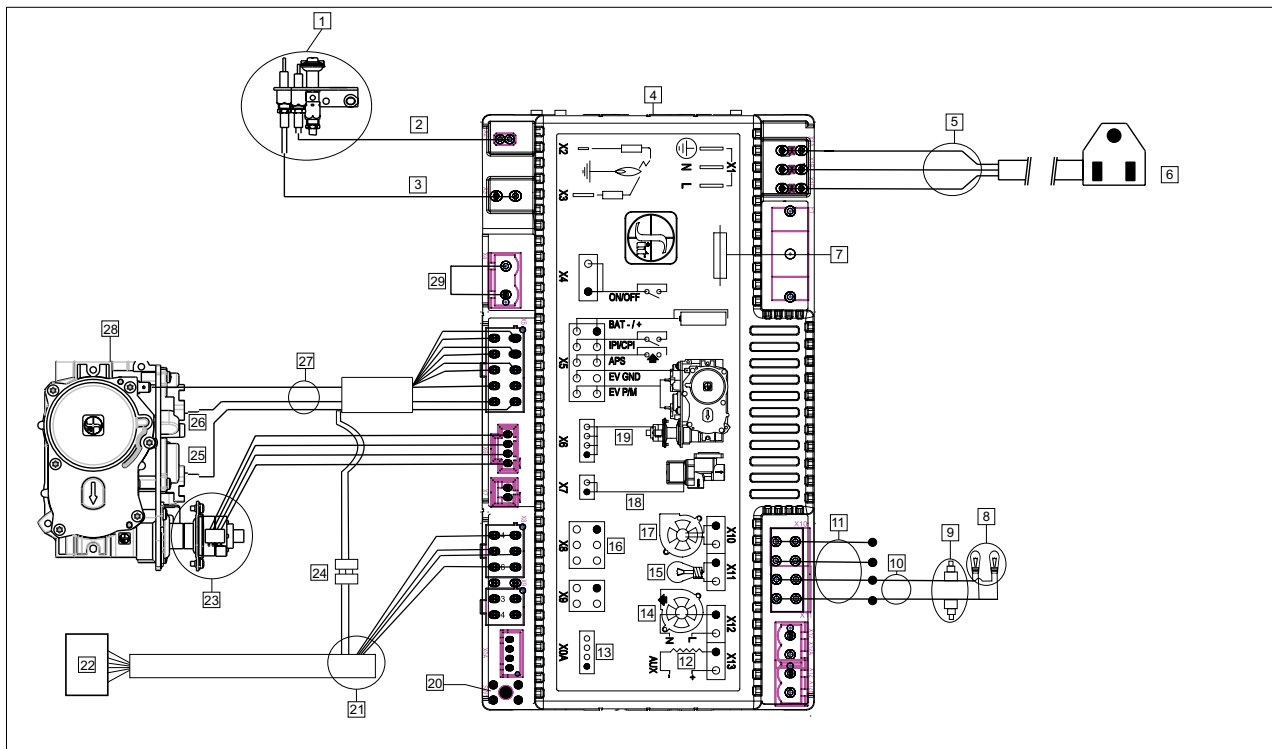 1
2
3
4
5
6
7
8
9
10
11
12
13
14
15
16
17
18
19
20
21
22
23
24
25
26
27
28
29
X2
X3
N
L
X1
X4
ON/OFF
X5
BAT - / +
IPI/CPI
APS
EV GND
EV P/M
X6
X7
X8
X9
X0A
X10
X11
X12
N
L
X13
AUX
-
+
X10